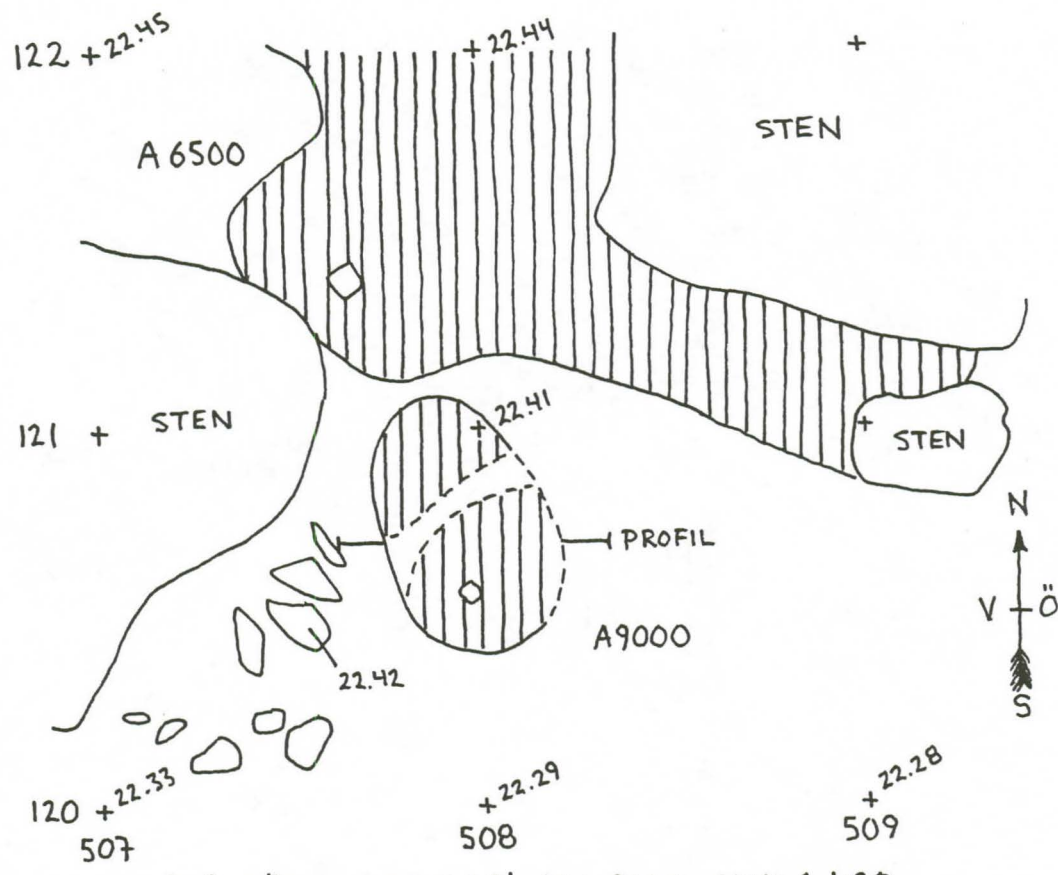 122 + 22.45
+ 22.44
+
STEN
A 6500
121 + STEN
+ 22.41
+
STEN
N
PROFIL
V Ö
A9000
22.42
S
120 + 22.33
+ 22.29
+ 22.28
507
508
509